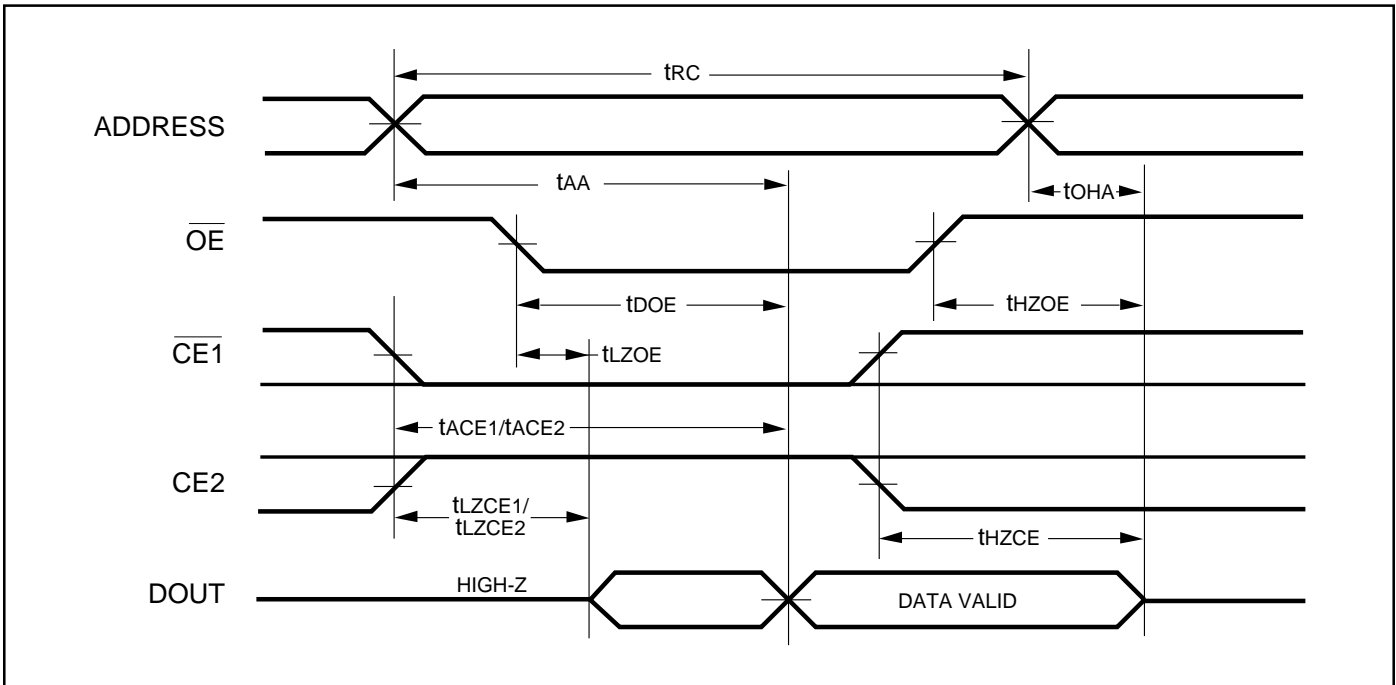 tRC
ADDRESS
tAA
tOHA
OE
tDOE
tHZOE
CE1
tLZOE
tACE1/tACE2
CE2
tLZCE1/
tLZCE2
tHZCE
DOUT
HIGH-Z
DATA VALID